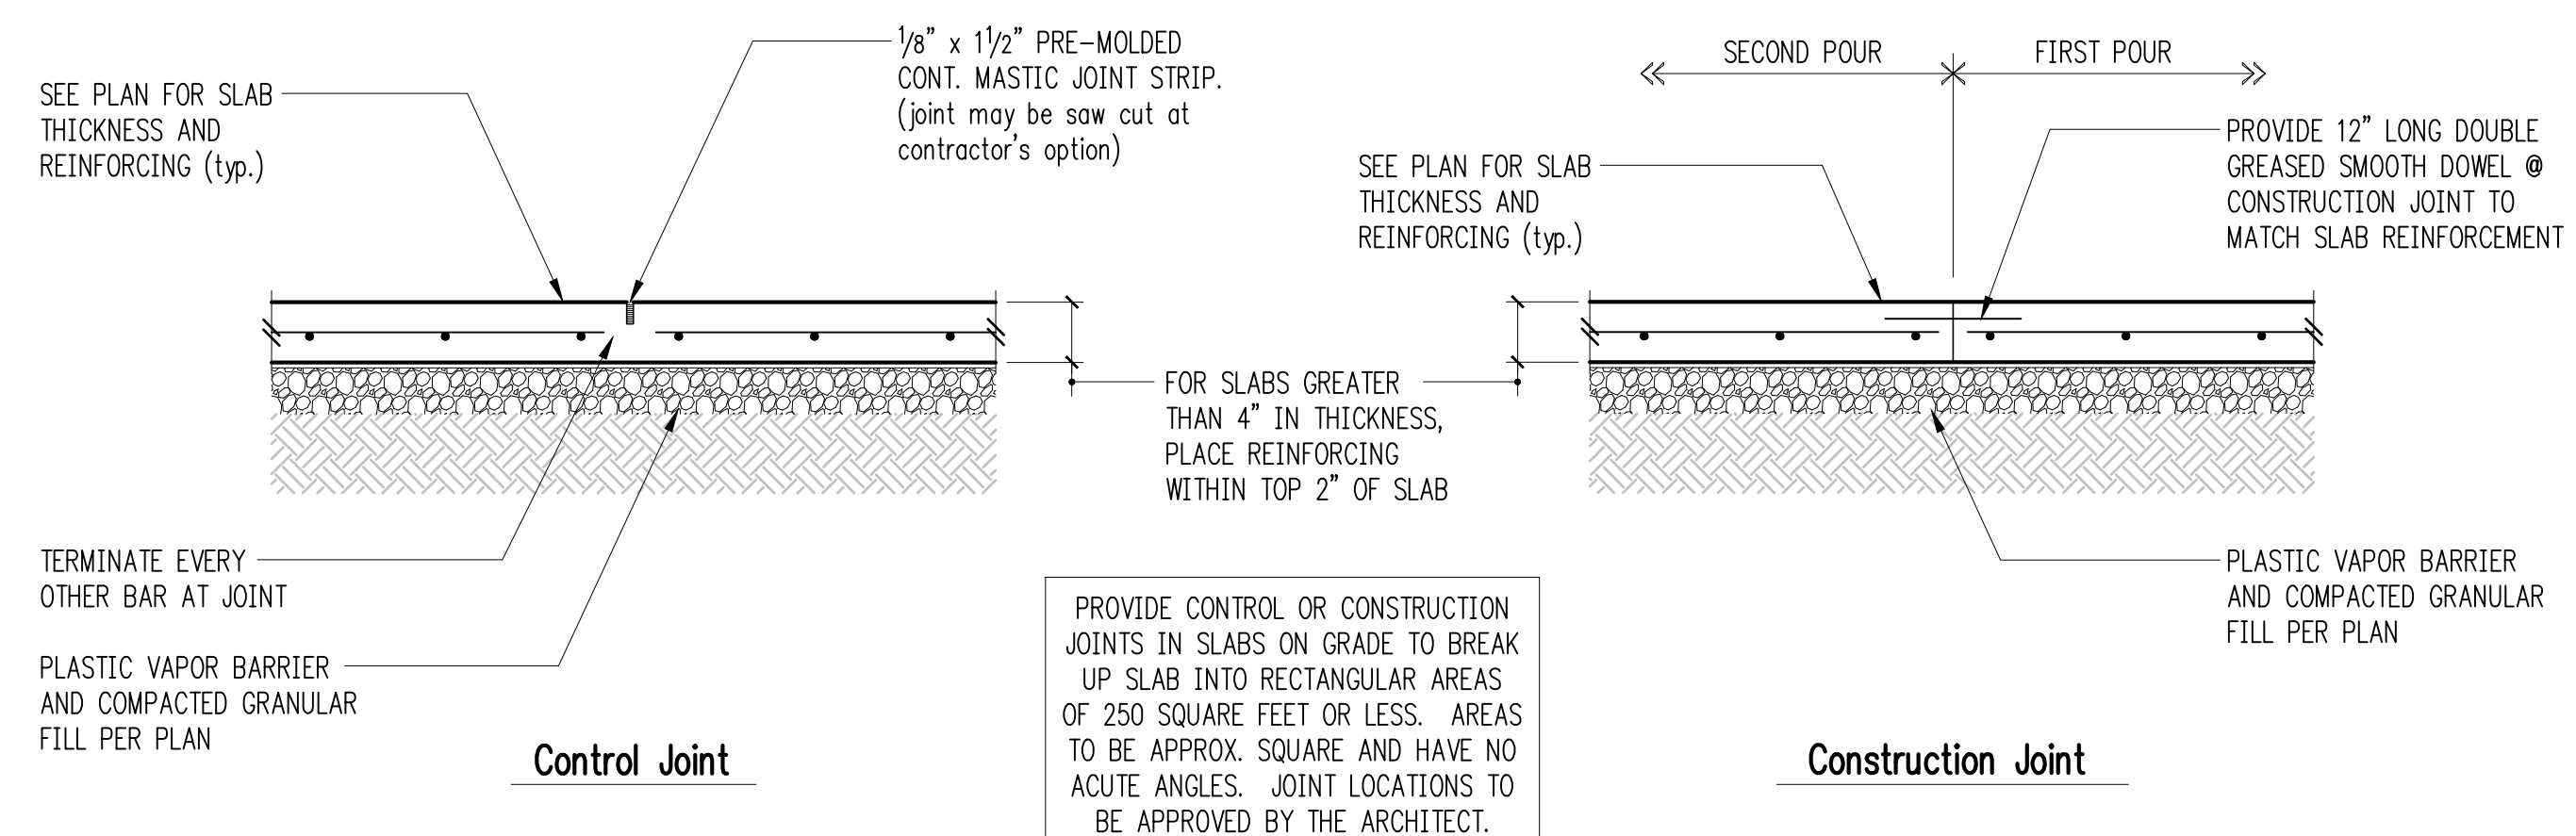 SEE PLAN FOR SLAB
THICKNESS AND
REINFORCING (typ.)
1/8" x 1 1/2" PRE-MOLDED
CONT. MASTIC JOINT STRIP.
(joint may be saw cut at
contractor's option)
TERMINATE EVERY
OTHER BAR AT JOINT
PLASTIC VAPOR BARRIER
AND COMPACTED GRANULAR
FILL PER PLAN
Control Joint
FOR SLABS GREATER
THAN 4" IN THICKNESS,
PLACE REINFORCING
WITHIN TOP 2" OF SLAB
PROVIDE CONTROL OR CONSTRUCTION
JOINTS IN SLABS ON GRADE TO BREAK
UP SLAB INTO RECTANGULAR AREAS
OF 250 SQUARE FEET OR LESS. AREAS
TO BE APPROX. SQUARE AND HAVE NO
ACUTE ANGLES. JOINT LOCATIONS TO
BE APPROVED BY THE ARCHITECT.
SECOND POUR
FIRST POUR
SEE PLAN FOR SLAB
THICKNESS AND
REINFORCING (typ.)
PROVIDE 12" LONG DOUBLE
GREASED SMOOTH DOWEL @
CONSTRUCTION JOINT TO
MATCH SLAB REINFORCEMENT
PLASTIC VAPOR BARRIER
AND COMPACTED GRANULAR
FILL PER PLAN
Construction Joint